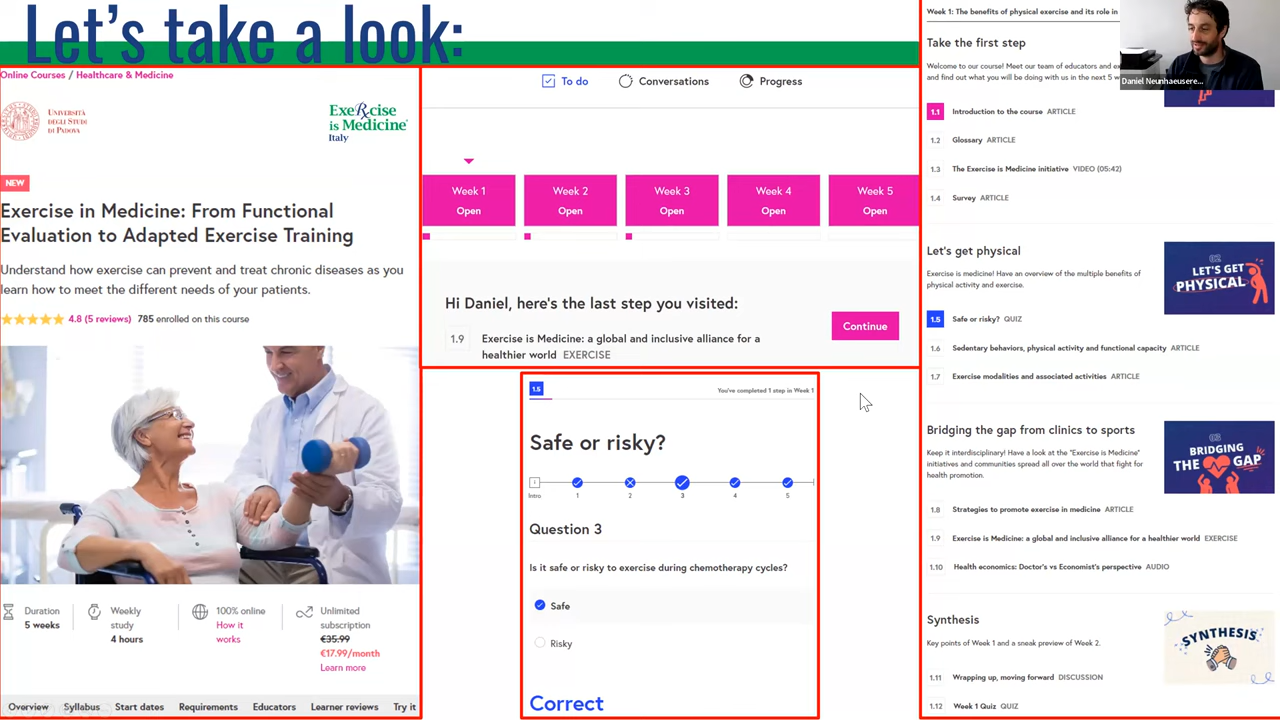 Let's take a look:
Online Courses / Healthcare & Medicine
UNIVERSITÀ
DEGLI STUDI
DI PADOVA
ExeRcise
is Medicine®
Italy
NEW
Exercise in Medicine: From Functional
Evaluation to Adapted Exercise Training
Understand how exercise can prevent and treat chronic diseases as you
learn how to meet the different needs of your patients.
4.8 (5 reviews) 785 enrolled on this course
Duration
5 weeks
Weekly
study
4 hours
100% online
How it
works
Unlimited
subscription
€35.99
€17.99/month
Learn more
Overview Syllabus Start dates Requirements Educators Learner reviews Try it
To do Conversations Progress
Week 1 Week 2 Week 3 Week 4 Week 5
Open Open Open Open Open
Hi Daniel, here's the last step you visited:
1.9 Exercise is Medicine: a global and inclusive alliance for a
healthier world EXERCISE
Continue
1.5 You've completed 1 step in Week 1
Safe or risky?
Intro 1 2 3 4 5
Question 3
Is it safe or risky to exercise during chemotherapy cycles?
Safe
Risky
Correct
Week 1: The benefits of physical exercise and its role in
Take the first step
Welcome to our course! Meet our team of educators and
and find out what you will be doing with us in the next 5
Daniel Neunhaeusere...
1.1 Introduction to the course ARTICLE
1.2 Glossary ARTICLE
1.3 The Exercise is Medicine initiative VIDEO (05:42)
1.4 Survey ARTICLE
Let's get physical
Exercise is medicine! Have an overview of the multiple benefits of
physical activity and exercise.
02
LET'S GET
PHYSICAL
1.5 Safe or risky? QUIZ
1.6 Sedentary behaviors, physical activity and functional capacity ARTICLE
1.7 Exercise modalities and associated activities ARTICLE
Bridging the gap from clinics to sports
Keep it interdisciplinary! Have a look at the "Exercise is Medicine"
initiatives and communities spread all over the world that fight for
health promotion.
03
BRIDGING
THE GAP
1.8 Strategies to promote exercise in medicine ARTICLE
1.9 Exercise is Medicine: a global and inclusive alliance for a healthier world EXERCISE
1.10 Health economics: Doctor's vs Economist's perspective AUDIO
Synthesis
Key points of Week 1 and a sneak preview of Week 2.
SYNTHESIS
1.11 Wrapping up, moving forward DISCUSSION
1.12 Week 1 Quiz QUIZ